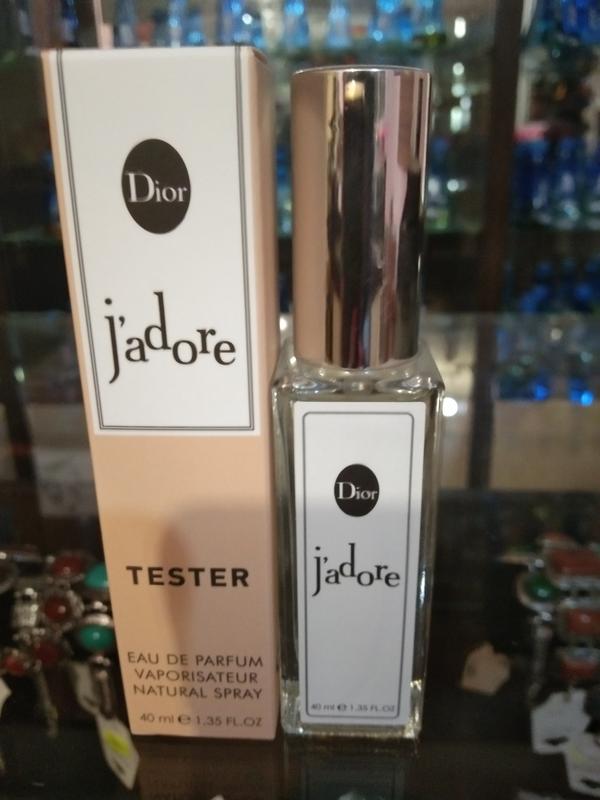 Dior
j'adore
TESTER
EAU DE PARFUM
VAPORISATEUR
NATURAL SPRAY
40 ml e 1.35 FL.OZ
Dior
j'adore
40 ml e 1.35 FL.OZ